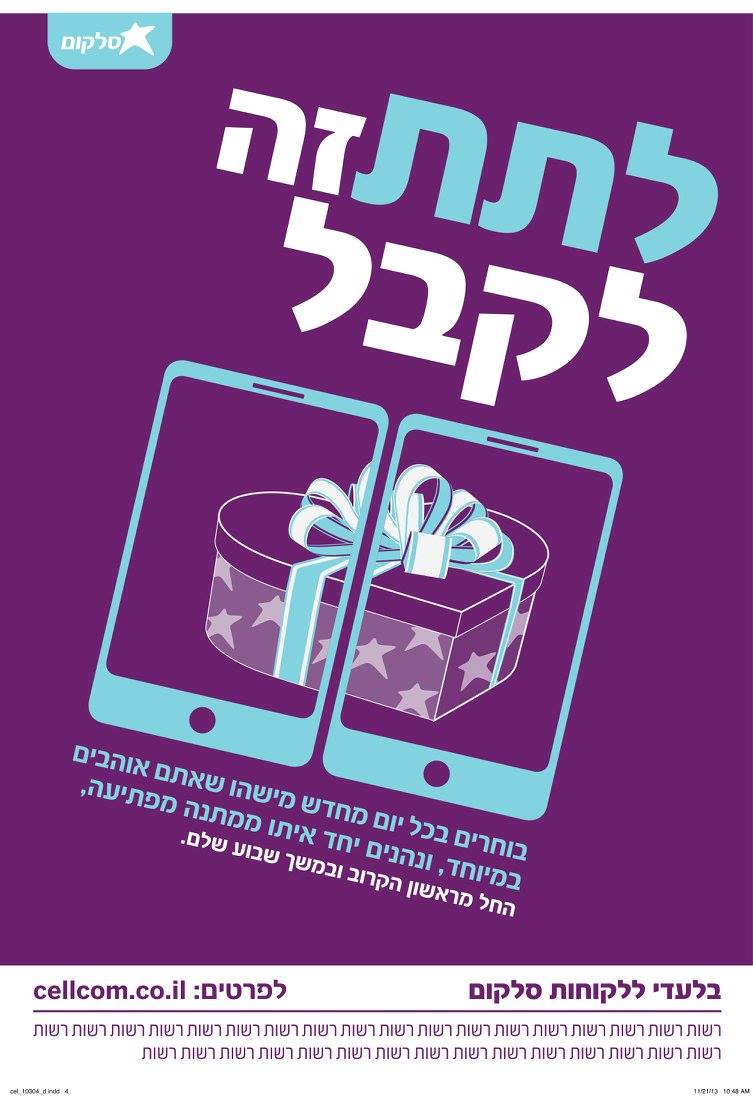 סלקום
לתת זה
לקבל
בוחרים בכל יום מחדש מישהו שאתם אוהבים
במיוחד, ונהנים יחד איתו ממתנה מפתיעה,
החל מראשון הקרוב ובמשך שבוע שלם.
בלעדי ללקוחות סלקום
לפרטים: cellcom.co.il
רשות רשות רשות רשות רשות רשות רשות רשות רשות רשות רשות רשות רשות רשות רשות רשות רשות רשות
רשות רשות רשות רשות רשות רשות רשות רשות רשות רשות רשות רשות רשות רשות רשות
cel_10304_d.indd 4
11/21/13 10:48 AM